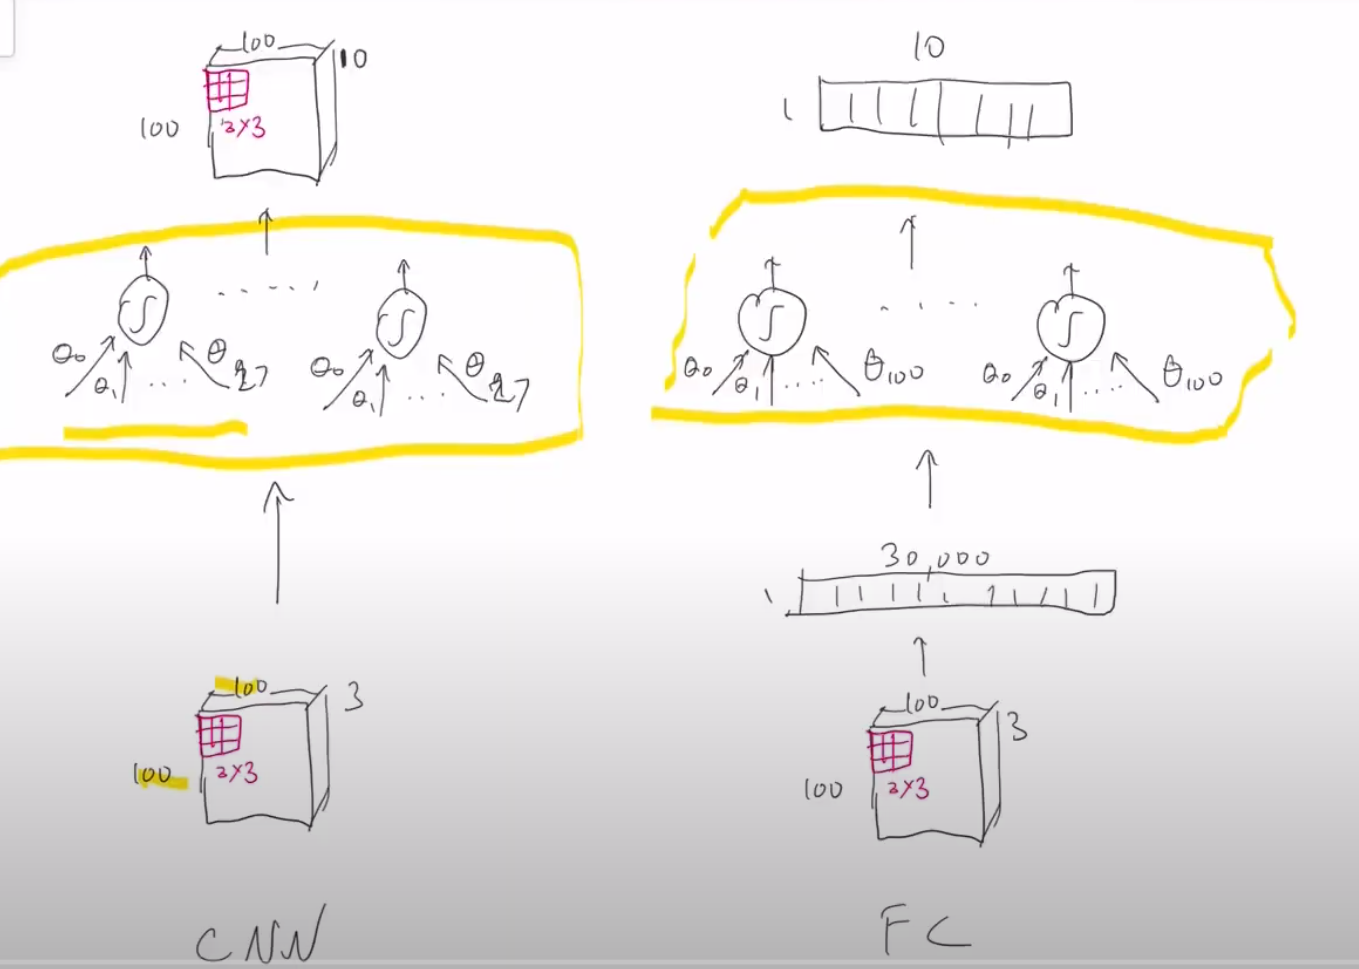 100
10
100
3x3
θ₀
θ₁
....
θ₂₇
.....
θ₀
θ₁
...
θ₂₇
100
3
100
3x3
CNN
10
1
θ₀
θ₁
....
θ₁₀₀
....
θ₀
θ₁
....
θ₁₀₀
30,000
1
100
3
100
3x3
FC